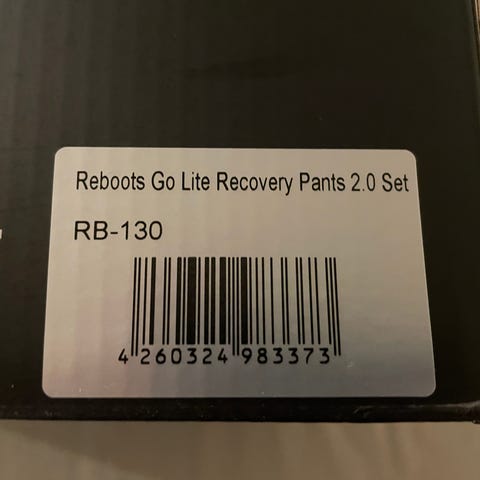 Reboots Go Lite Recovery Pants 2.0 Set
RB-130
4 260324 983373